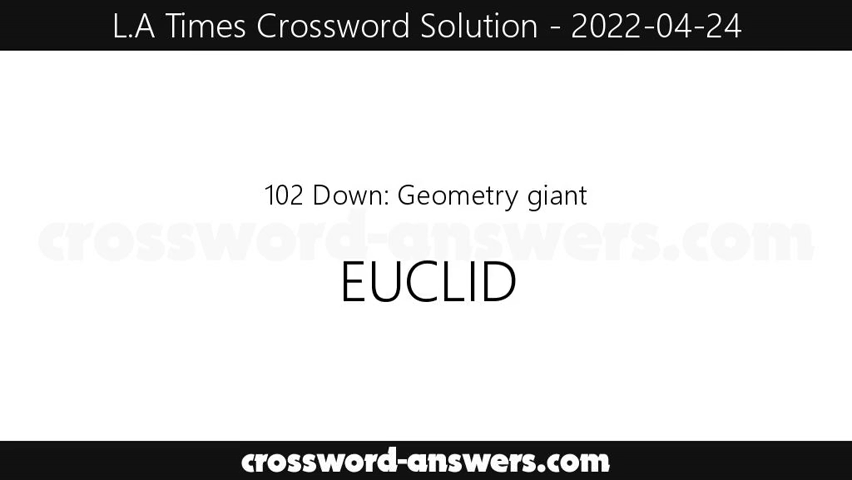 L.A Times Crossword Solution - 2022-04-24
102 Down: Geometry giant
crossword-answers.com
EUCLID
crossword-answers.com